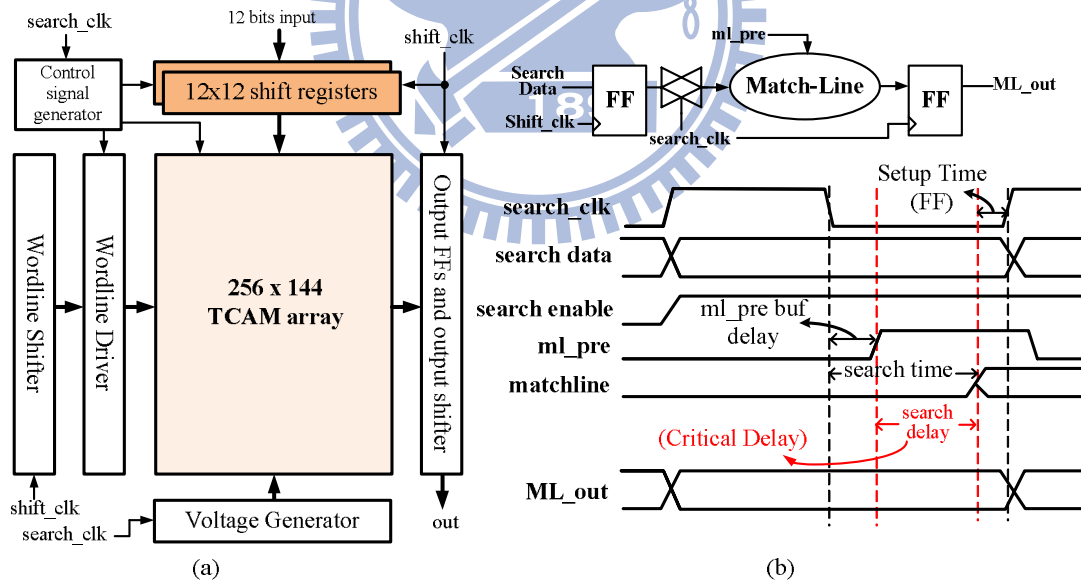 search_clk
12 bits input
shift_clk
Control
signal
generator
12x12 shift registers
Wordline Shifter
Wordline Driver
256 x 144
TCAM array
Output FFs and output shifter
shift_clk
search_clk
Voltage Generator
out
(a)
ml_pre
Search
Data
FF
Shift_clk
search_clk
Match-Line
FF
ML_out
189
Setup Time
(FF)
search_clk
search data
search enable
ml_pre buf
delay
ml_pre
search time
matchline
search
delay
(Critical Delay)
ML_out
(b)